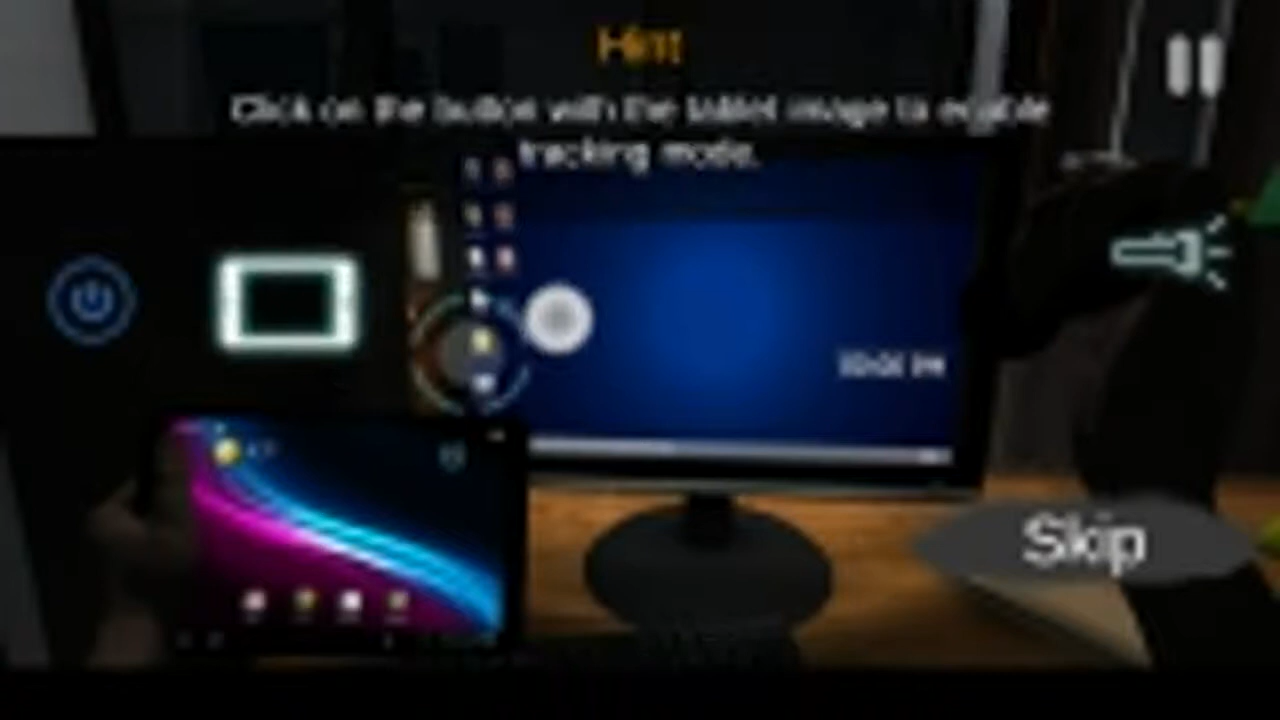 Hint
Click on the button with the tablet image to enable
tracking mode.
Skip